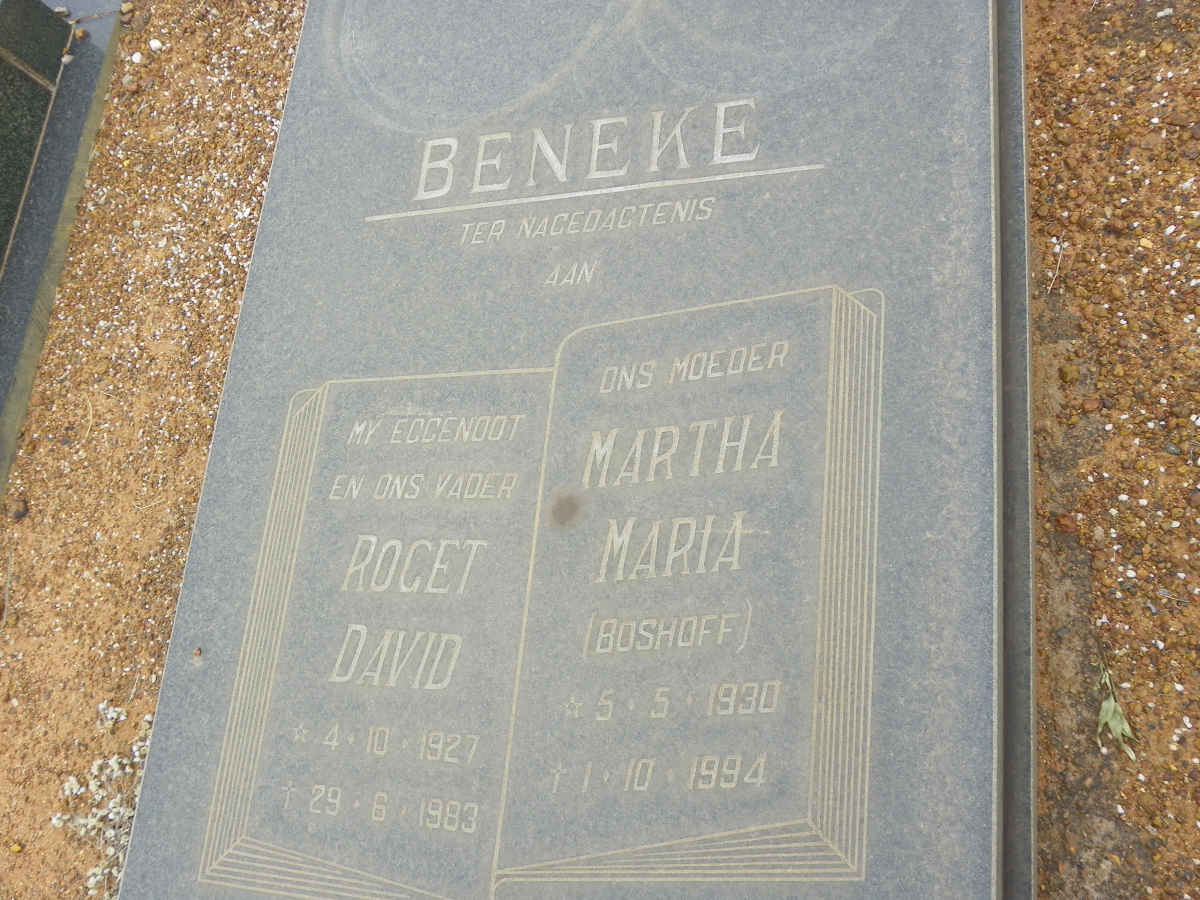 BENEKE
TER NAGEDAGTENIS
AAN
MY EGGENOOT
EN ONS VADER
ROGET
DAVID
☆ 4 · 10 · 1927
† 29 · 6 · 1983
ONS MOEDER
MARTHA
MARIA
(BOSHOFF)
☆ 5 · 5 · 1930
† 1 · 10 · 1994